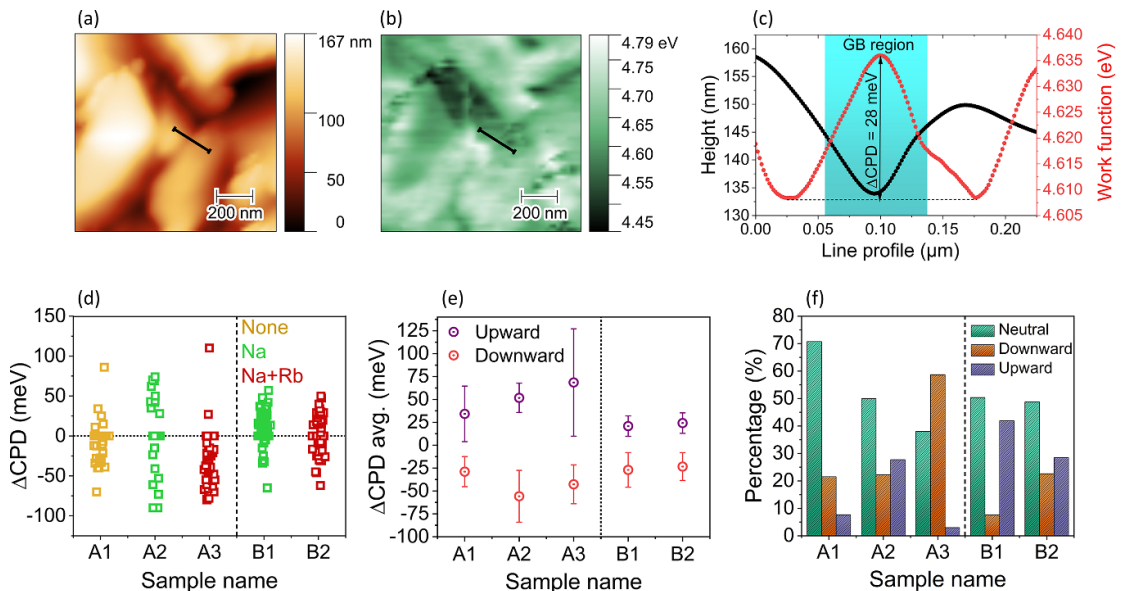 (a)
167 nm
100
50
0
200 nm
(b)
4.79 eV
4.75
4.70
4.65
4.60
4.55
4.45
200 nm
(c)
GB region
ΔCPD = 28 meV
160
155
150
145
140
135
130
Height (nm)
4.640
4.635
4.630
4.625
4.620
4.615
4.610
4.605
Work function (eV)
0.00 0.05 0.10 0.15 0.20
Line profile (µm)
(d)
150
100
50
0
-50
-100
ΔCPD (meV)
None
Na
Na+Rb
A1 A2 A3 B1 B2
Sample name
(e)
125
100
75
50
25
0
-25
-50
-75
-100
ΔCPD avg. (meV)
Upward
Downward
A1 A2 A3 B1 B2
Sample name
(f)
80
70
60
50
40
30
20
10
0
Percentage (%)
Neutral
Downward
Upward
A1 A2 A3 B1 B2
Sample name